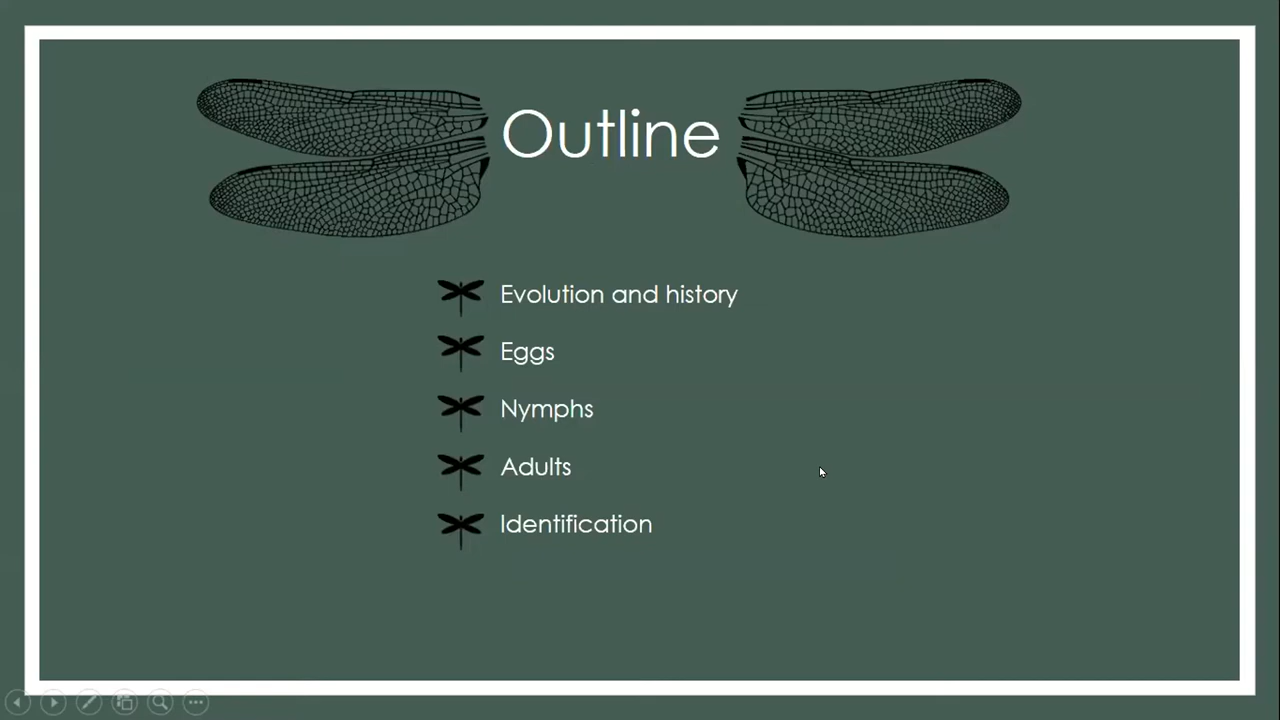 Outline
Evolution and history
Eggs
Nymphs
Adults
Identification